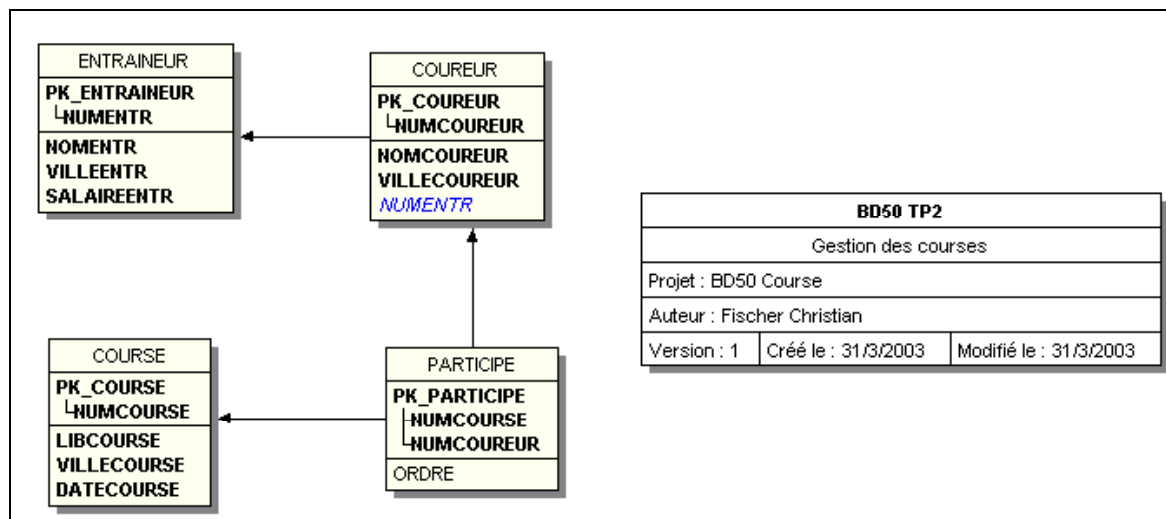 ENTRAINEUR
PK_ENTRAINEUR
NUMENTR
NOMENTR
VILLEENTR
SALAIREENTR
COUREUR
PK_COUREUR
NUMCOUREUR
NOMCOUREUR
VILLECOUREUR
NUMENTR
BD50 TP2
Gestion des courses
Projet : BD50 Course
Auteur : Fischer Christian
Version : 1 Créé le : 31/3/2003 Modifié le : 31/3/2003
COURSE
PK_COURSE
NUMCOURSE
LIBCOURSE
VILLECOURSE
DATECOURSE
PARTICIPE
PK_PARTICIPE
NUMCOURSE
NUMCOUREUR
ORDRE